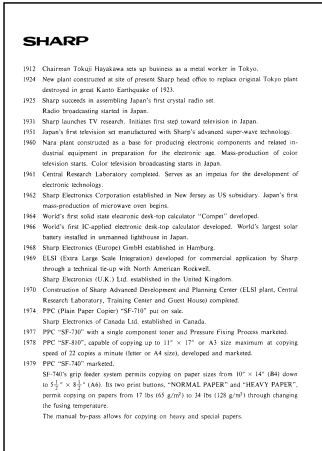 SHARP
1912 Chairman Tokuji Hayakawa sets up business as a metal worker in Tokyo.
1924 New plant constructed at site of present Sharp head office to replace original Tokyo plant
destroyed in great Kanto Earthquake of 1923.
1925 Sharp succeeds in assembling Japan's first crystal radio set.
Radio broadcasting started in Japan.
1931 Sharp launches TV research. Initiates first step toward television in Japan.
1951 Japan's first television set manufactured with Sharp's advanced super-wave technology.
1960 Nara plant constructed as a base for producing electronic components and related in-
dustrial equipment in preparation for the electronic age. Mass-production of color
television starts. Color television broadcasting starts in Japan.
1961 Central Research Laboratory completed. Serves as an impetus for the development of
electronic technology.
1962 Sharp Electronics Corporation established in New Jersey as US subsidiary. Japan's first
mass-production of microwave oven begins.
1964 World's first solid state electronic desk-top calculator "Compet" developed.
1966 World's first IC-applied electronic desk-top calculator developed. World's largest solar
battery installed in unmanned lighthouse in Japan.
1968 Sharp Electronics (Europe) GmbH established in Hamburg.
1969 ELSI (Extra Large Scale Integration) developed for commercial application by Sharp
through a technical tie-up with North American Rockwell.
Sharp Electronics (U.K.) Ltd. established in the United Kingdom.
1970 Construction of Sharp Advanced Development and Planning Center (ELSI plant, Central
Research Laboratory, Training Center and Guest House) completed.
1974 PPC (Plain Paper Copier) "SF-710" put on sale.
Sharp Electronics of Canada Ltd. established in Canada.
1977 PPC "SF-730" with a single component toner and Pressure Fixing Process marketed.
1978 PPC "SF-810", capable of copying up to 11" × 17" or A3 size maximum at copying
speed of 22 copies a minute (letter or A4 size), developed and marketed.
1979 PPC "SF-740" marketed.
SF-740's grip feeder system permits copying on paper sizes from 10" × 14" (B4) down
to 5½" × 8½" (A6). Its two print buttons, "NORMAL PAPER" and "HEAVY PAPER",
permit copying on papers from 17 lbs (65 g/m²) to 34 lbs (128 g/m²) through changing
the fusing temperature.
The manual by-pass allows for copying on heavy and special papers.